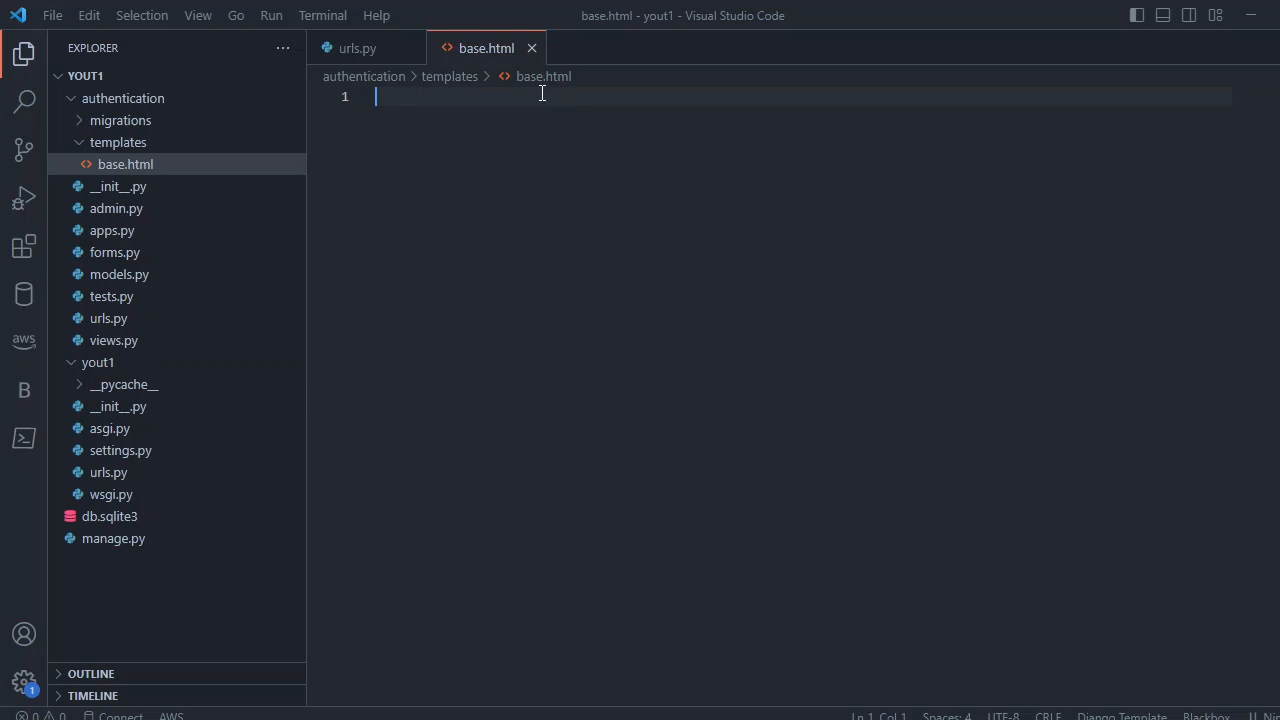 File Edit Selection View Go Run Terminal Help
base.html - yout1 - Visual Studio Code
EXPLORER
YOUT1
authentication
migrations
templates
base.html
__init__.py
admin.py
apps.py
forms.py
models.py
tests.py
urls.py
views.py
yout1
__pycache__
__init__.py
asgi.py
settings.py
urls.py
wsgi.py
db.sqlite3
manage.py
OUTLINE
TIMELINE
urls.py
base.html
authentication > templates > base.html
1
aws
B
1
0 0 Connect AWS
Ln 1, Col 1 Spaces: 4 UTF-8 CRLF Django Template Blackbox